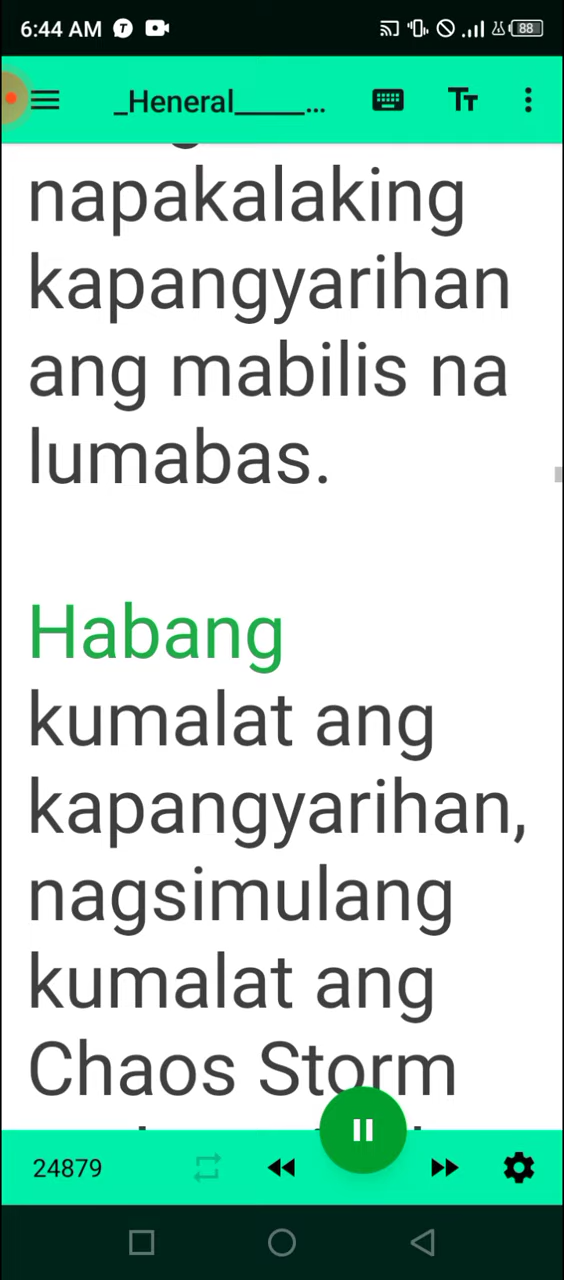 6:44 AM
88
_Heneral_____...
napakalaking
kapangyarihan
ang mabilis na
lumabas.
Habang
kumalat ang
kapangyarihan,
nagsimulang
kumalat ang
Chaos Storm
24879